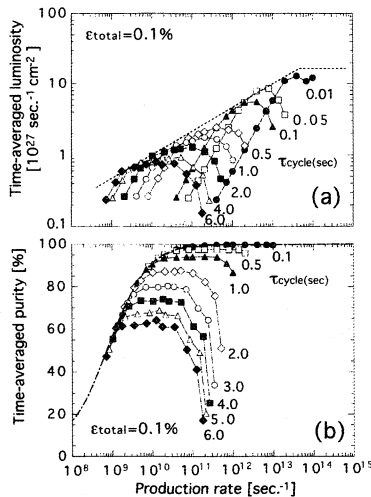 εtotal=0.1%
Time-averaged luminosity
[10²⁷ sec.⁻¹ cm⁻²]
100
10
1
0.1
0.01
0.05
0.1
0.5
τcycle(sec)
1.0
2.0
4.0
6.0
(a)
Time-averaged purity [%]
100
80
60
40
20
0
0.1
0.5
τcycle(sec)
1.0
2.0
3.0
4.0
5.0
6.0
εtotal=0.1%
(b)
10⁸ 10⁹ 10¹⁰ 10¹¹ 10¹² 10¹³ 10¹⁴ 10¹⁵
Production rate [sec.⁻¹]